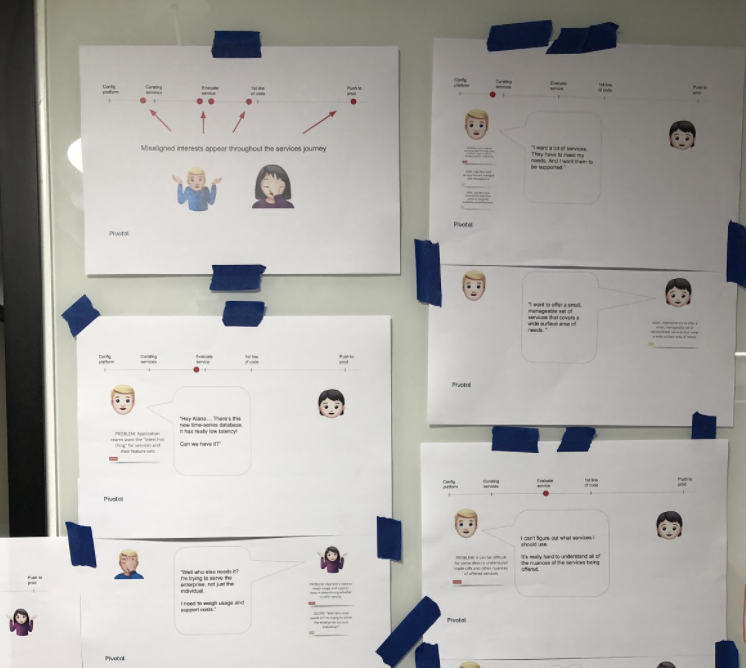 Config
platform
Curating
services
Evaluate
service
1st line
of code
Push to
prod
Misaligned interests appear throughout the services journey
Pivotal
Config
platform
Curating
services
Evaluate
service
1st line
of code
Push to
prod
"I want a lot of services.
They have to meet my
needs. And I want them to
be supported."
Pivotal
"I want to offer a small,
manageable set of
services that covers a
wide surface area of
needs."
Pivotal
Config
platform
Curating
services
Evaluate
service
1st line
of code
Push to
prod
"Hey Alana... There's this
new time-series database.
It has really low latency!
Can we have it?"
PROBLEM: Application
teams want the "latest hot
thing" for services and
their feature sets
Pivotal
Config
platform
Curating
services
Evaluate
service
1st line
of code
Push to
prod
I can't figure out what services I
should use.
It's really hard to understand all of
the nuances of the services being
offered.
PROBLEM: It can be difficult
for some devs to understand
trade-offs and other nuances
of offered services
Pivotal
Push to
prod
"Well who else needs it?
I'm trying to serve the
enterprise, not just the
individual.
I need to weigh usage and
support costs."
Pivotal